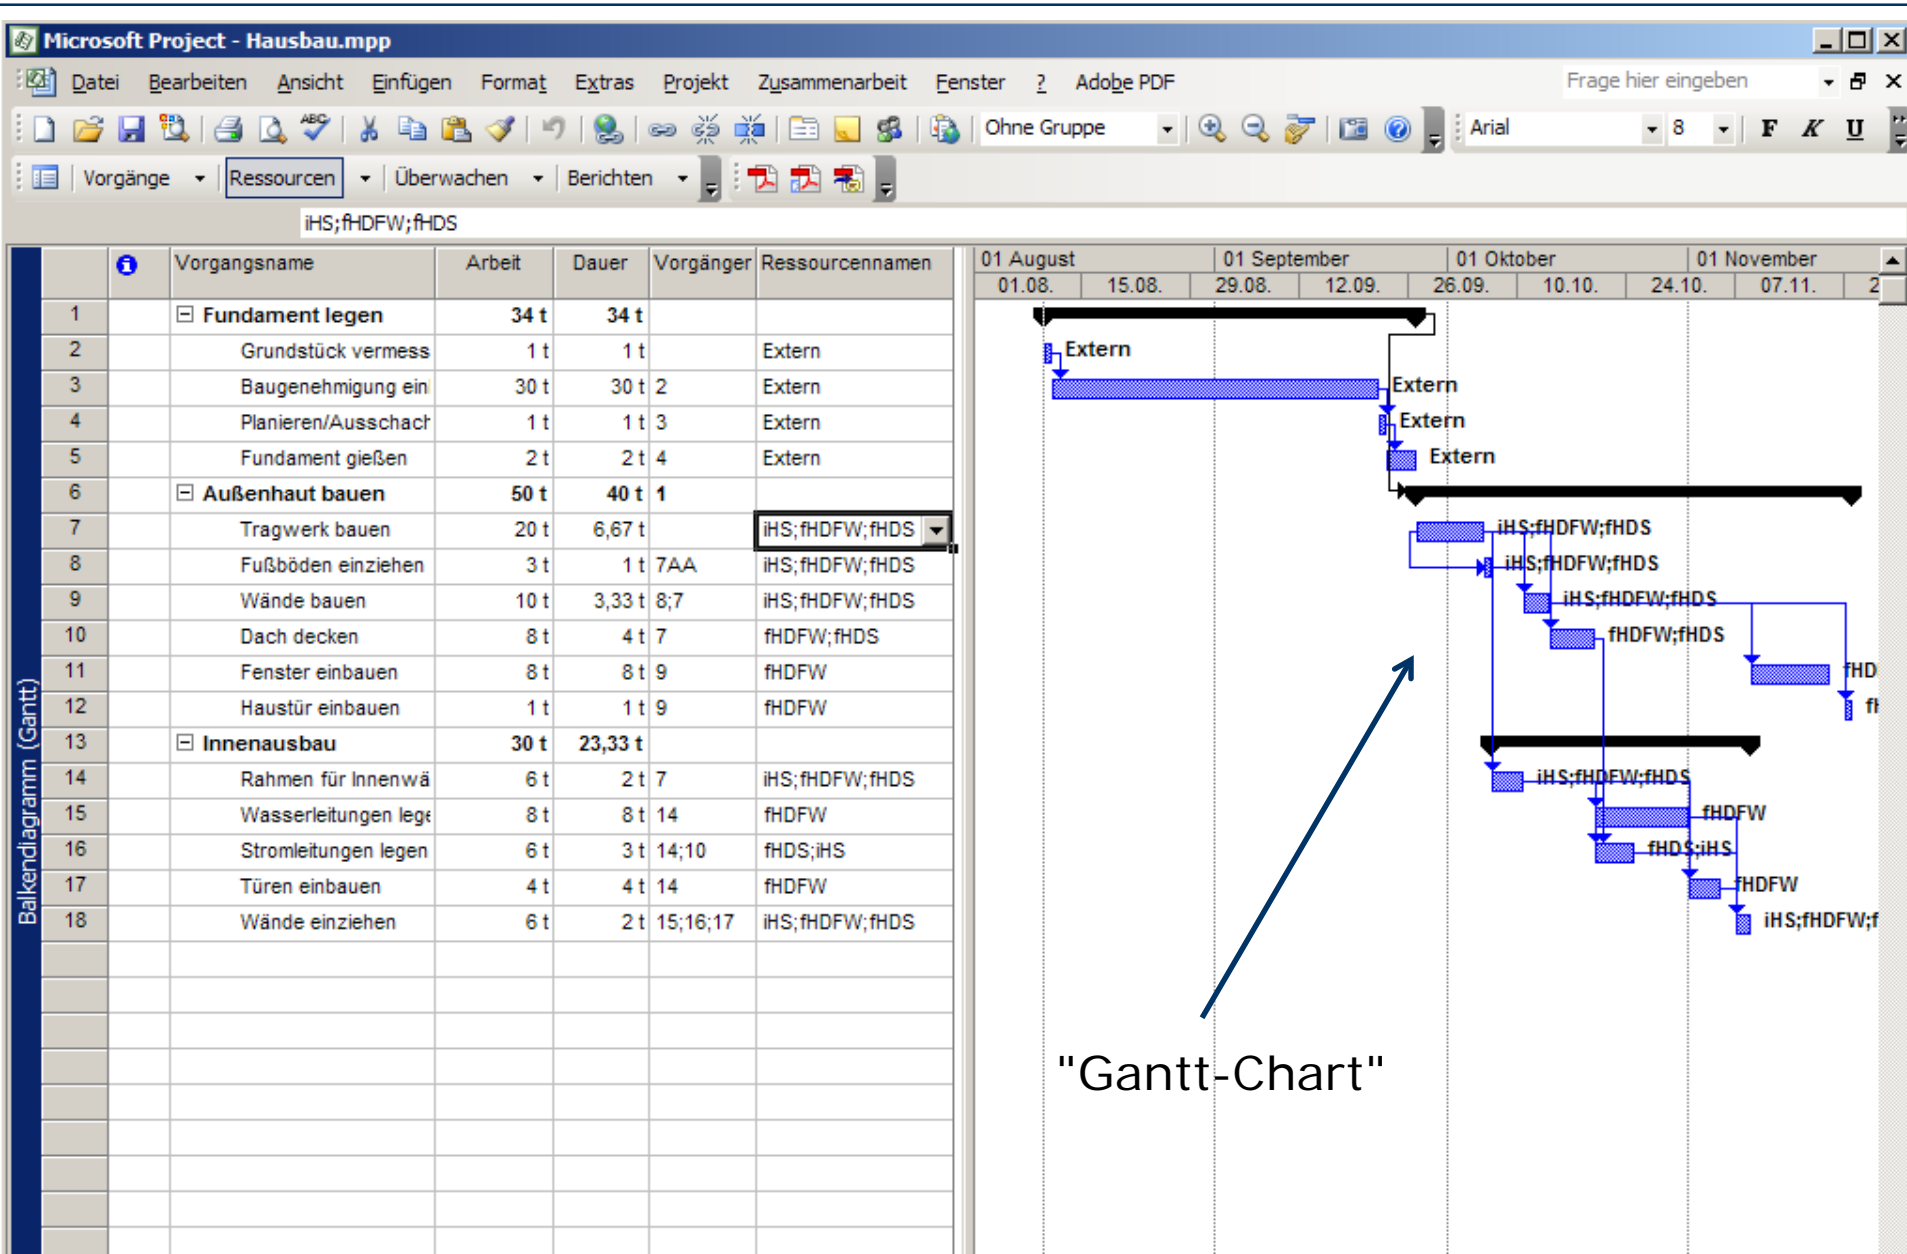 Microsoft Project - Hausbau.mpp
Datei Bearbeiten Ansicht Einfügen Format Extras Projekt Zusammenarbeit Fenster ? Adobe PDF Frage hier eingeben
Ohne Gruppe Arial 8 F K U
Vorgänge Ressourcen Überwachen Berichten
iHS;fHDFW;fHDS
Vorgangsname Arbeit Dauer Vorgänger Ressourcennamen 01 August 01 September 01 Oktober 01 November
01.08. 15.08. 29.08. 12.09. 26.09. 10.10. 24.10. 07.11. 2
1 Fundament legen 34 t 34 t
2 Grundstück vermess 1 t 1 t Extern Extern
3 Baugenehmigung ein 30 t 30 t 2 Extern Extern
4 Planieren/Ausschach 1 t 1 t 3 Extern Extern
5 Fundament gießen 2 t 2 t 4 Extern Extern
6 Außenhaut bauen 50 t 40 t 1
7 Tragwerk bauen 20 t 6,67 t iHS;fHDFW;fHDS iHS;fHDFW;fHDS
8 Fußböden einziehen 3 t 1 t 7AA iHS;fHDFW;fHDS iHS;fHDFW;fHDS
9 Wände bauen 10 t 3,33 t 8;7 iHS;fHDFW;fHDS iHS;fHDFW;fHDS
10 Dach decken 8 t 4 t 7 fHDFW;fHDS fHDFW;fHDS
11 Fenster einbauen 8 t 8 t 9 fHDFW fHD
12 Haustür einbauen 1 t 1 t 9 fHDFW fH
13 Innenausbau 30 t 23,33 t
14 Rahmen für Innenwä 6 t 2 t 7 iHS;fHDFW;fHDS iHS;fHDFW;fHDS
15 Wasserleitungen lege 8 t 8 t 14 fHDFW fHDFW
16 Stromleitungen legen 6 t 3 t 14;10 fHDS;iHS fHDS;iHS
17 Türen einbauen 4 t 4 t 14 fHDFW fHDFW
18 Wände einziehen 6 t 2 t 15;16;17 iHS;fHDFW;fHDS iHS;fHDFW;f
Balkendiagramm (Gantt)
"Gantt-Chart"